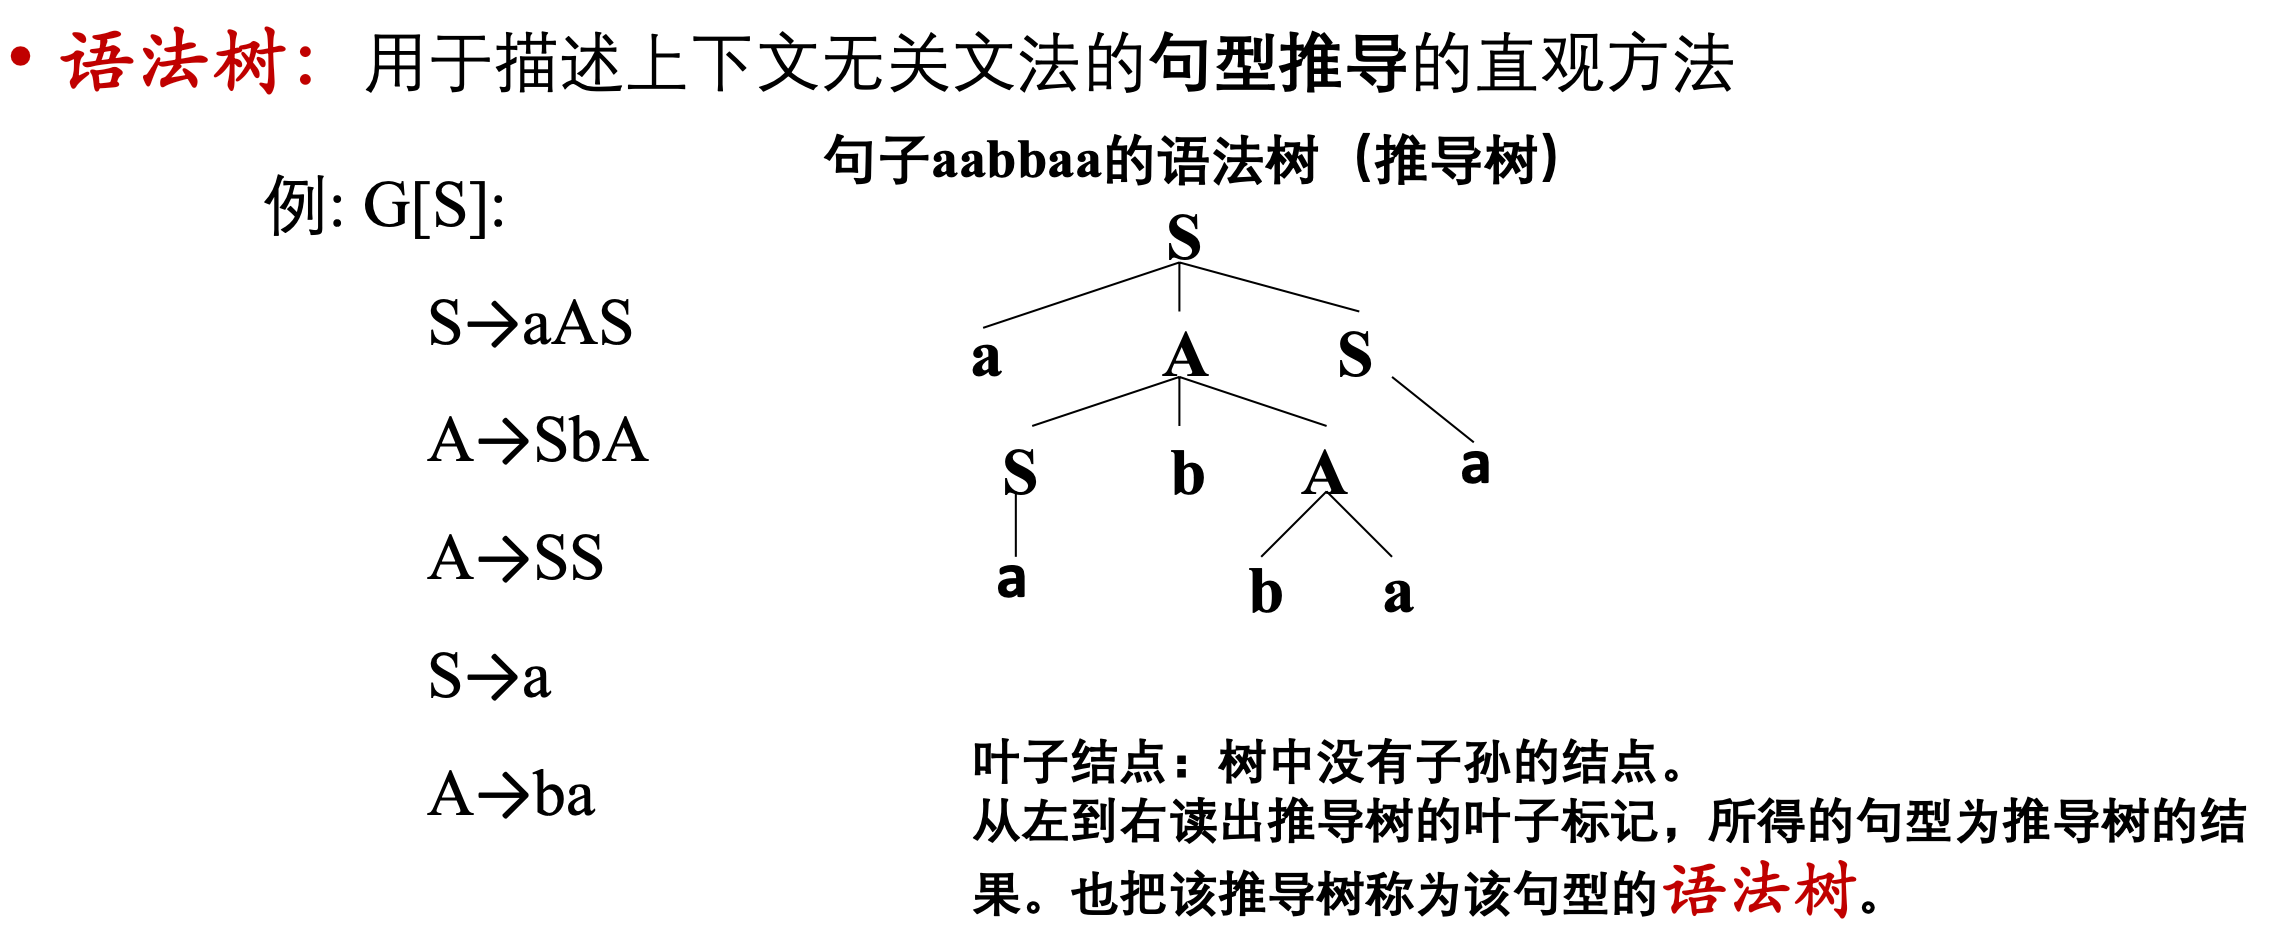 • 语法树： 用于描述上下文无关文法的句型推导的直观方法
句子aabbaa的语法树（推导树）
例: G[S]:
S→aAS
A→SbA
A→SS
S→a
A→ba
S
a A S
S b A a
a b a
叶子结点：树中没有子孙的结点。
从左到右读出推导树的叶子标记，所得的句型为推导树的结
果。也把该推导树称为该句型的语法树。